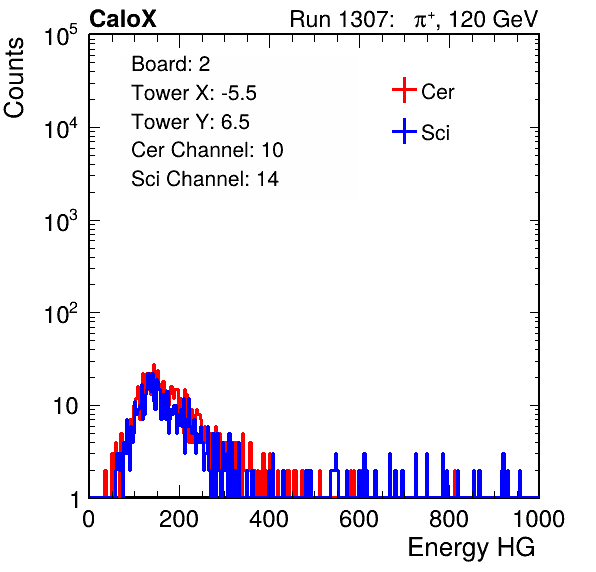 CaloX Run 1307: π⁺, 120 GeV
Counts
10⁵
10⁴
10³
10²
10
1
Board: 2
Tower X: -5.5
Tower Y: 6.5
Cer Channel: 10
Sci Channel: 14
Cer
Sci
0 200 400 600 800 1000
Energy HG